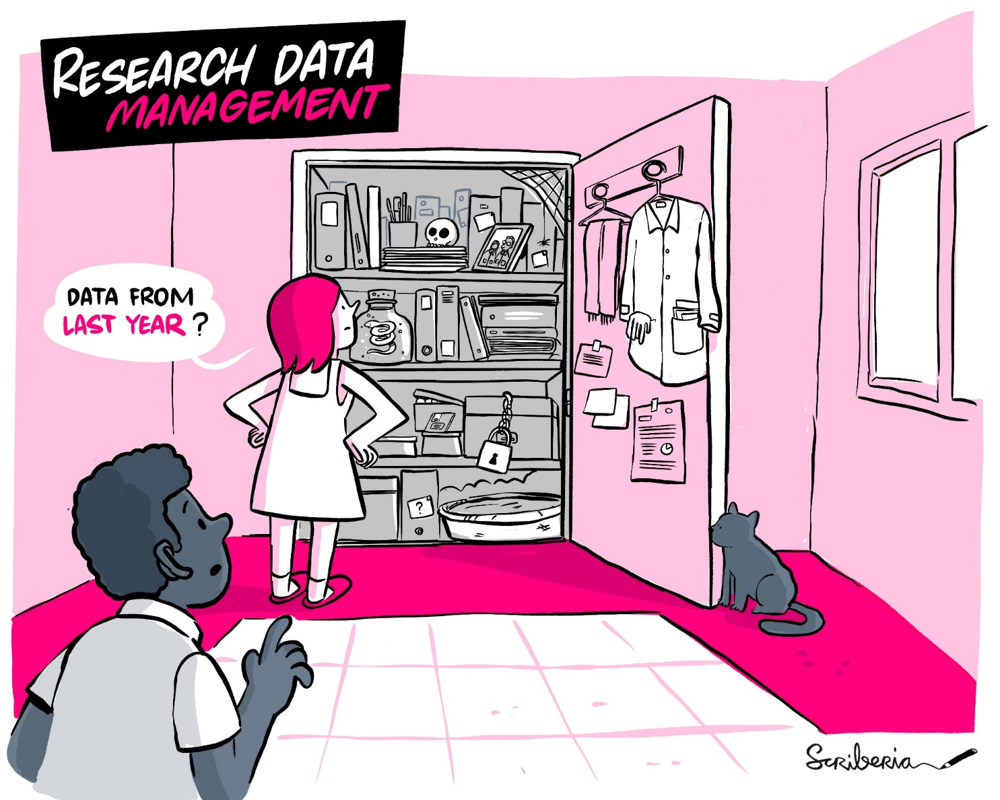 RESEARCH DATA
MANAGEMENT
DATA FROM
LAST YEAR?
?
Scriberia